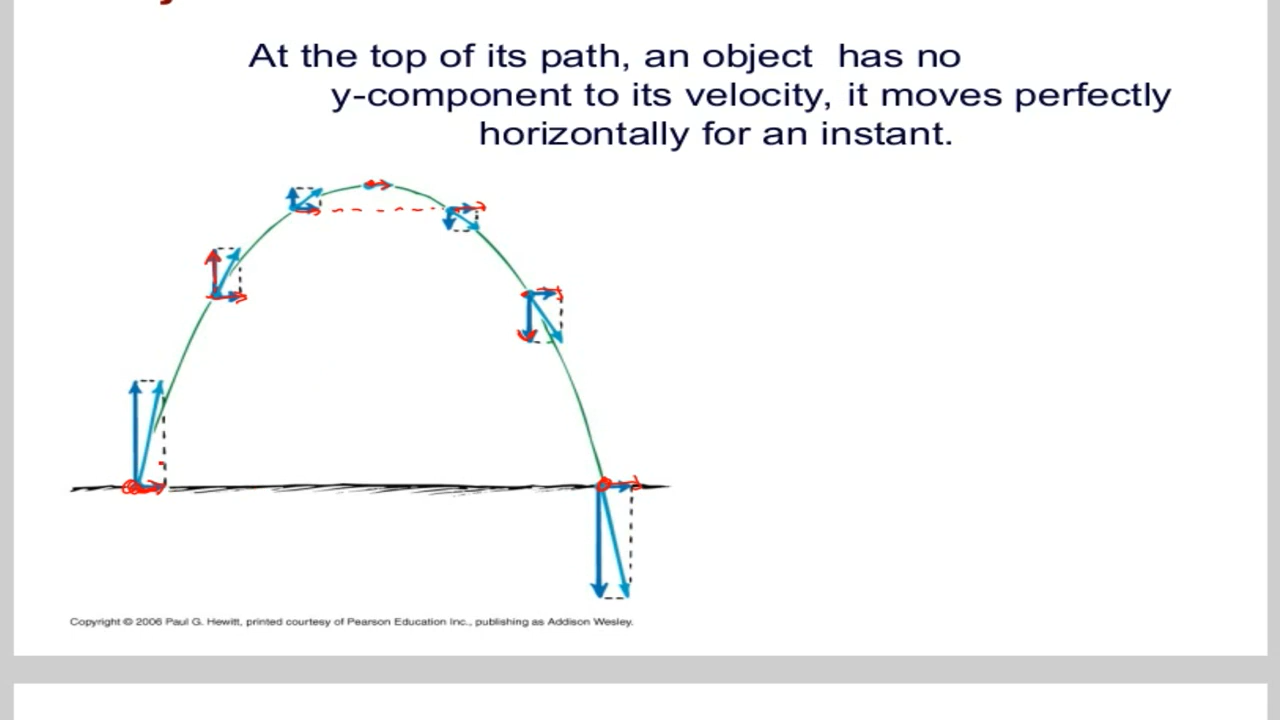 At the top of its path, an object  has no
y-component to its velocity, it moves perfectly
horizontally for an instant.
Copyright © 2006 Paul G. Hewitt, printed courtesy of Pearson Education Inc., publishing as Addison Wesley.